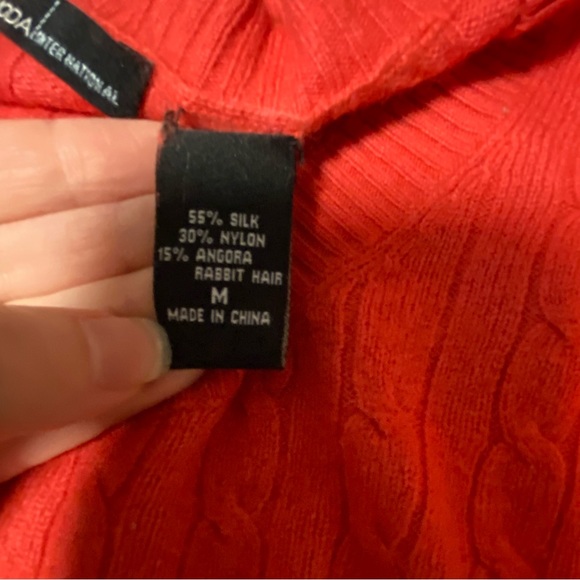 INTERNATIONAL
55% SILK
30% NYLON
15% ANGORA
RABBIT HAIR
M
MADE IN CHINA